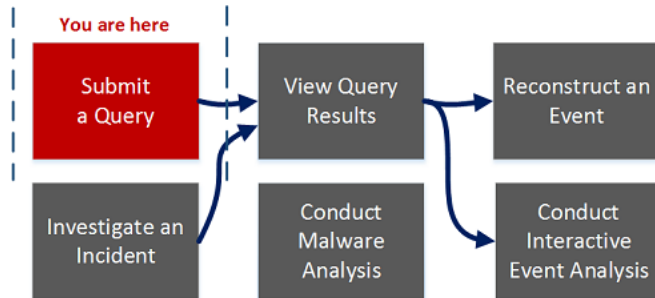 You are here
Submit
a Query
View Query
Results
Reconstruct an
Event
Investigate an
Incident
Conduct
Malware
Analysis
Conduct
Interactive
Event Analysis